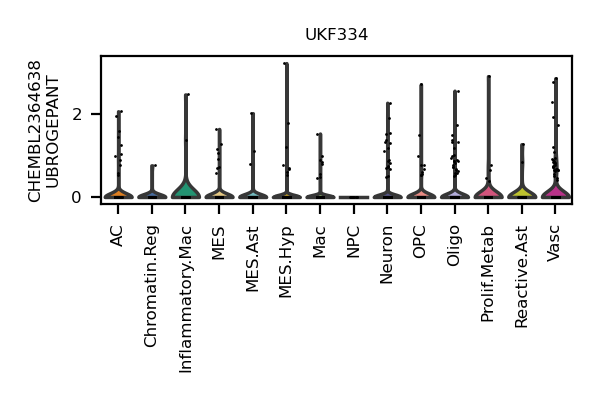 UKF334
CHEMBL2364638
UBROGEPANT
2
0
AC
Chromatin.Reg
Inflammatory.Mac
MES
MES.Ast
MES.Hyp
Mac
NPC
Neuron
OPC
Oligo
Prolif.Metab
Reactive.Ast
Vasc